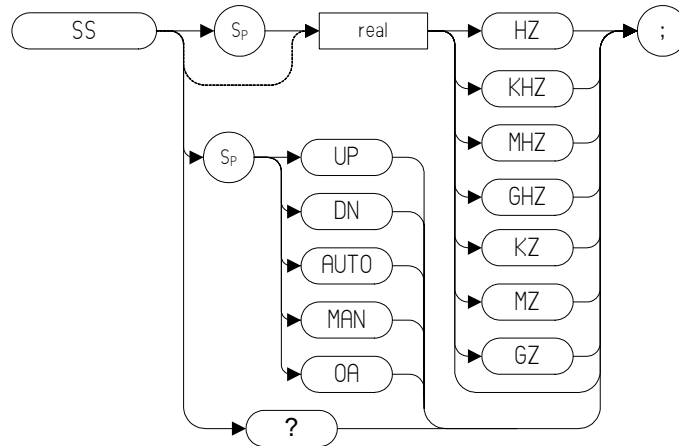 SS SP real HZ ;
KHZ
MHZ
SP UP GHZ
DN KZ
AUTO MZ
MAN GZ
OA
?